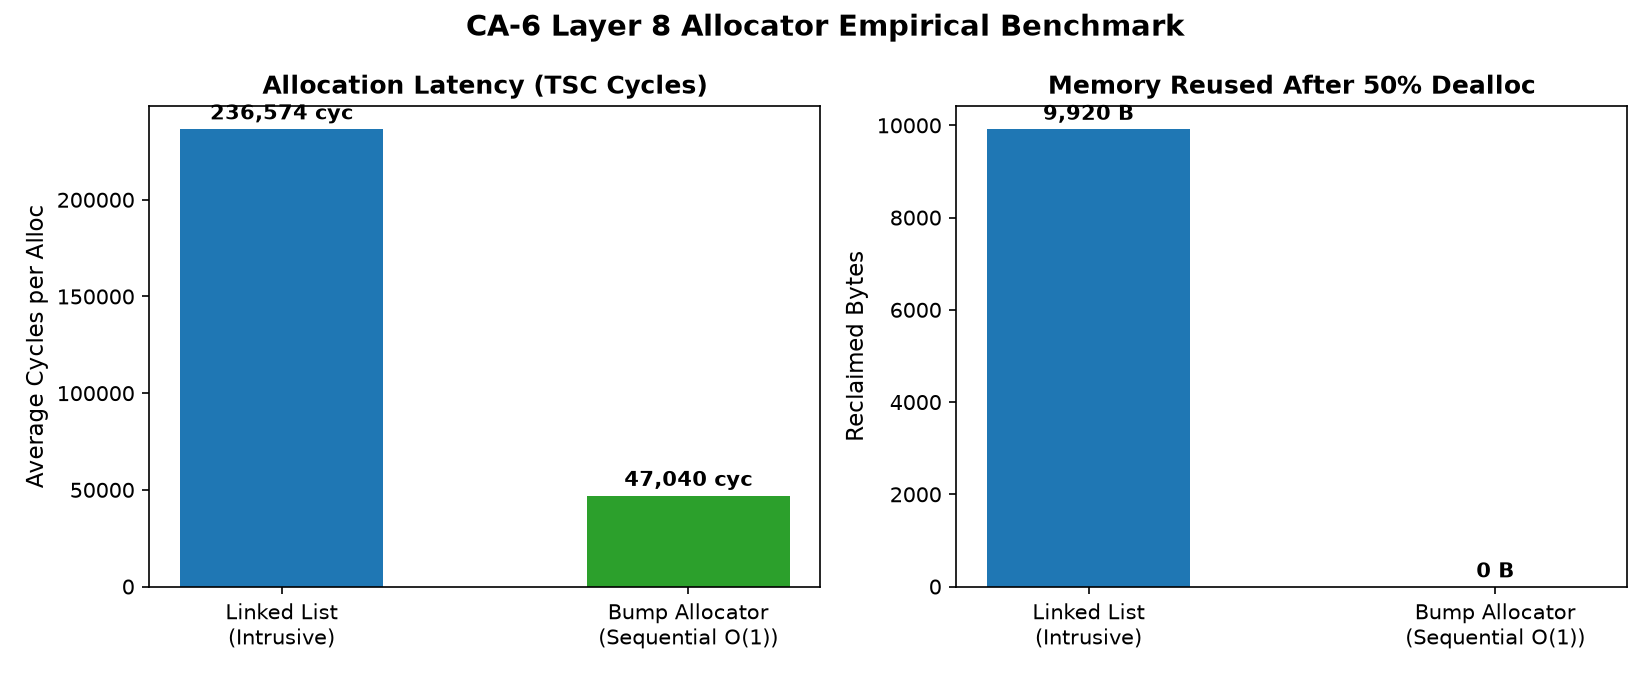 CA-6 Layer 8 Allocator Empirical Benchmark
Allocation Latency (TSC Cycles)
236,574 cyc
47,040 cyc
Average Cycles per Alloc
200000
150000
100000
50000
0
Linked List
(Intrusive)
Bump Allocator
(Sequential O(1))
Memory Reused After 50% Dealloc
9,920 B
0 B
Reclaimed Bytes
10000
8000
6000
4000
2000
0
Linked List
(Intrusive)
Bump Allocator
(Sequential O(1))